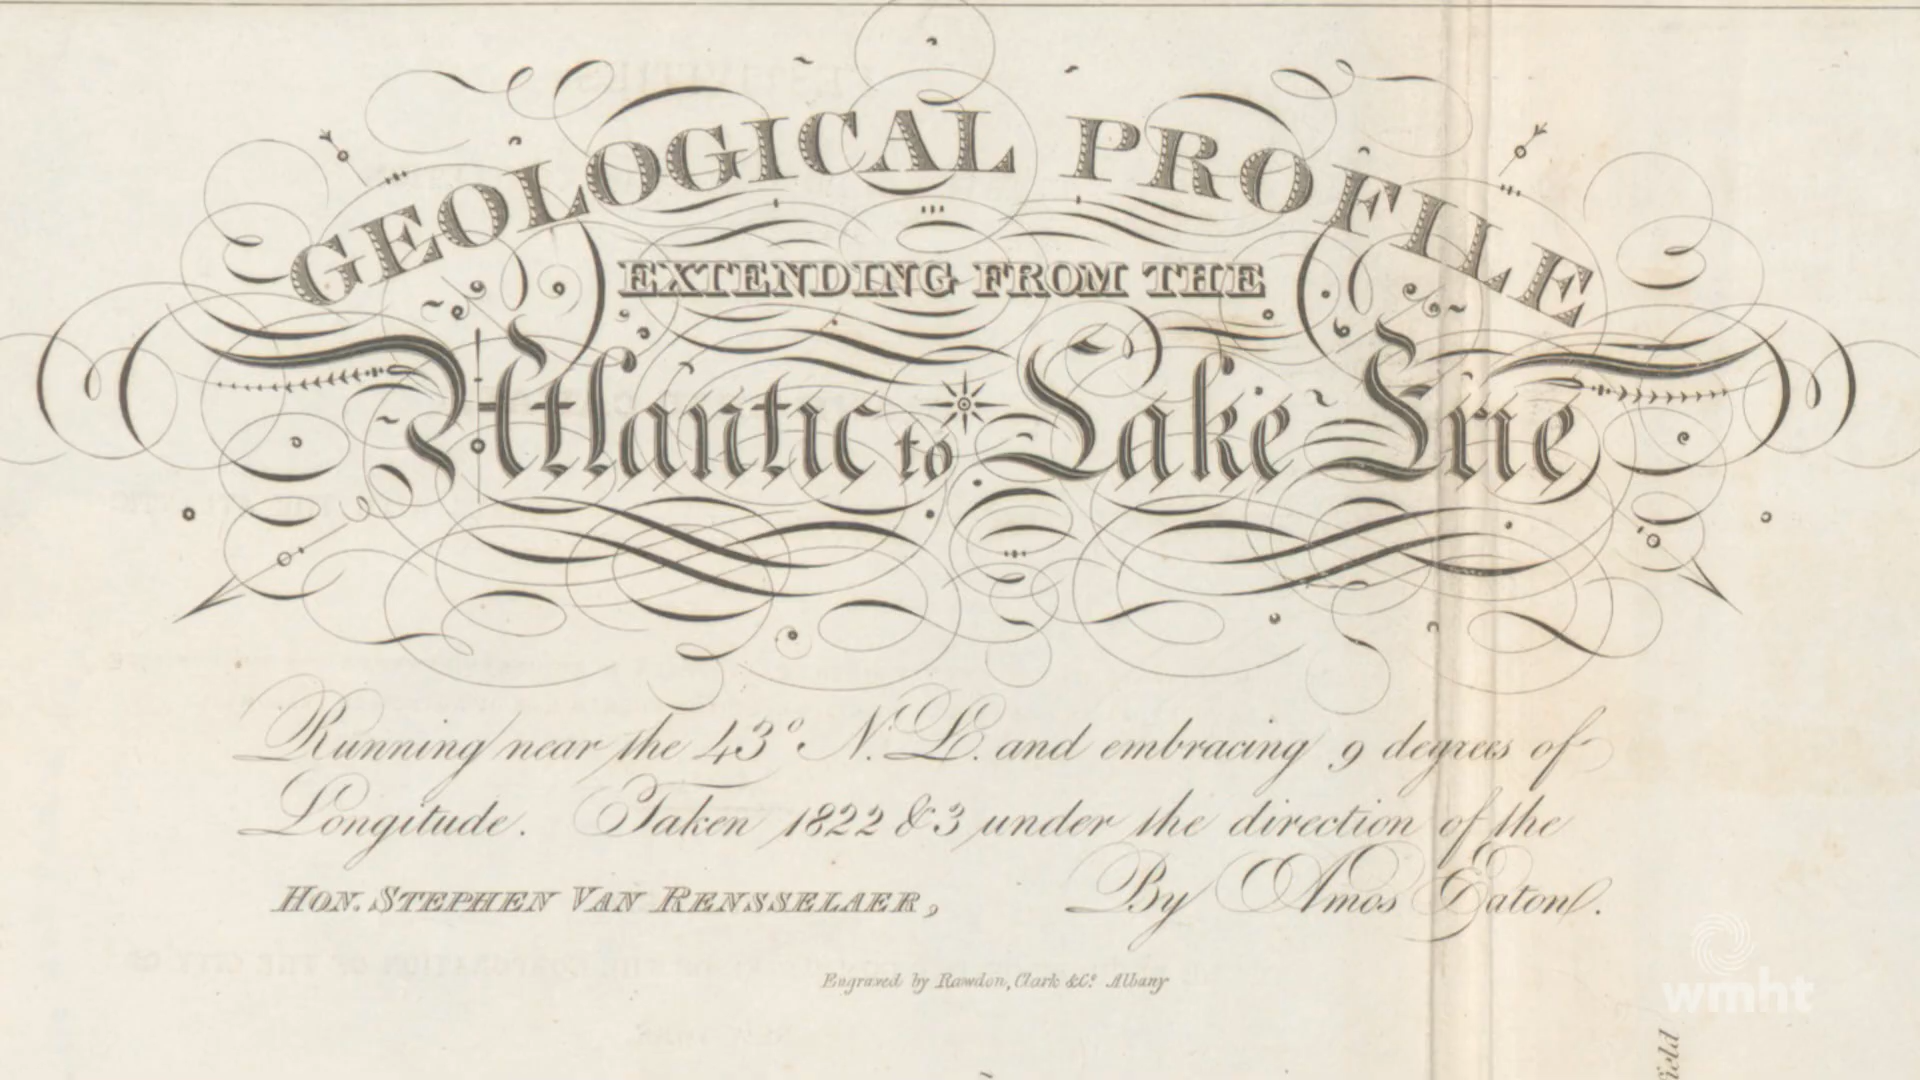 GEOLOGICAL PROFILE
EXTENDING FROM THE
Atlantic to Lake Erie
Running near the 43° N. L. and embracing 9 degrees of
Longitude. Taken 1822 & 3 under the direction of the
HON. STEPHEN VAN RENSSELAER, By Amos Eaton.
Engraved by Rawdon, Clark & Co. Albany
wmht
field